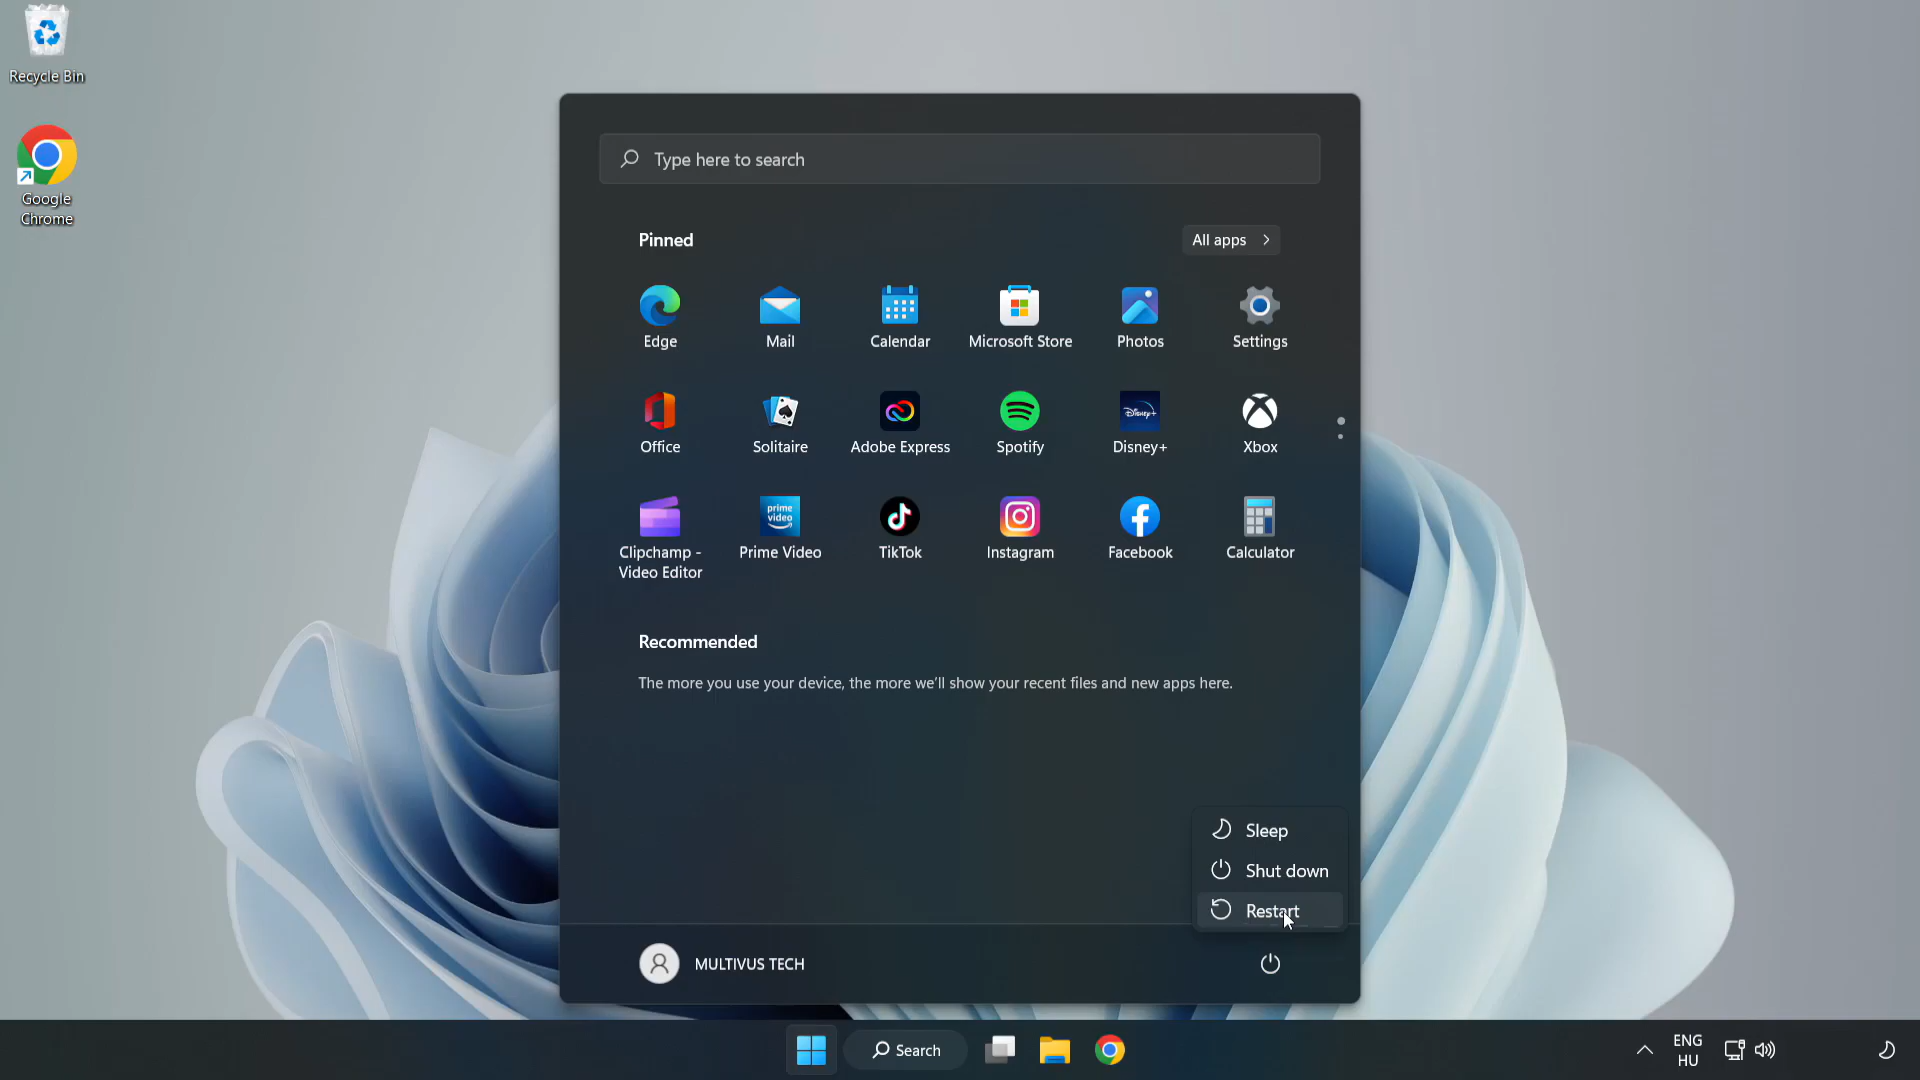 Recycle Bin
Google
Chrome
Type here to search
Pinned
All apps
Edge
Mail
Calendar
Microsoft Store
Photos
Settings
Office
Solitaire
Adobe Express
Spotify
Disney+
Disney+
Xbox
prime
video
Clipchamp -
Video Editor
Prime Video
TikTok
Instagram
Facebook
Calculator
Recommended
The more you use your device, the more we'll show your recent files and new apps here.
Sleep
Shut down
Restart
MULTIVUS TECH
Search
ENG
HU